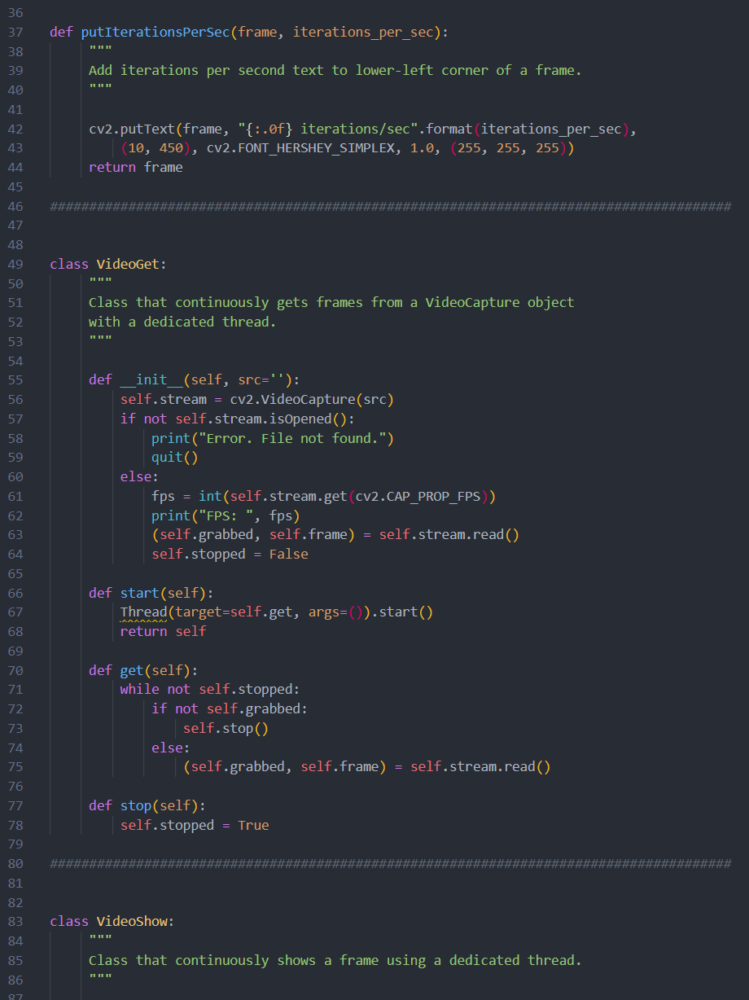 36
37 def putIterationsPerSec(frame, iterations_per_sec):
38     """
39     Add iterations per second text to lower-left corner of a frame.
40     """
41
42     cv2.putText(frame, "{:.0f} iterations/sec".format(iterations_per_sec),
43         (10, 450), cv2.FONT_HERSHEY_SIMPLEX, 1.0, (255, 255, 255))
44     return frame
45
46 #######################################################################################
47
48
49 class VideoGet:
50     """
51     Class that continuously gets frames from a VideoCapture object
52     with a dedicated thread.
53     """
54
55     def __init__(self, src=''):
56         self.stream = cv2.VideoCapture(src)
57         if not self.stream.isOpened():
58             print("Error. File not found.")
59             quit()
60         else:
61             fps = int(self.stream.get(cv2.CAP_PROP_FPS))
62             print("FPS: ", fps)
63             (self.grabbed, self.frame) = self.stream.read()
64             self.stopped = False
65
66     def start(self):
67         Thread(target=self.get, args=()).start()
68         return self
69
70     def get(self):
71         while not self.stopped:
72             if not self.grabbed:
73                 self.stop()
74             else:
75                 (self.grabbed, self.frame) = self.stream.read()
76
77     def stop(self):
78         self.stopped = True
79
80 #######################################################################################
81
82
83 class VideoShow:
84     """
85     Class that continuously shows a frame using a dedicated thread.
86     """
87